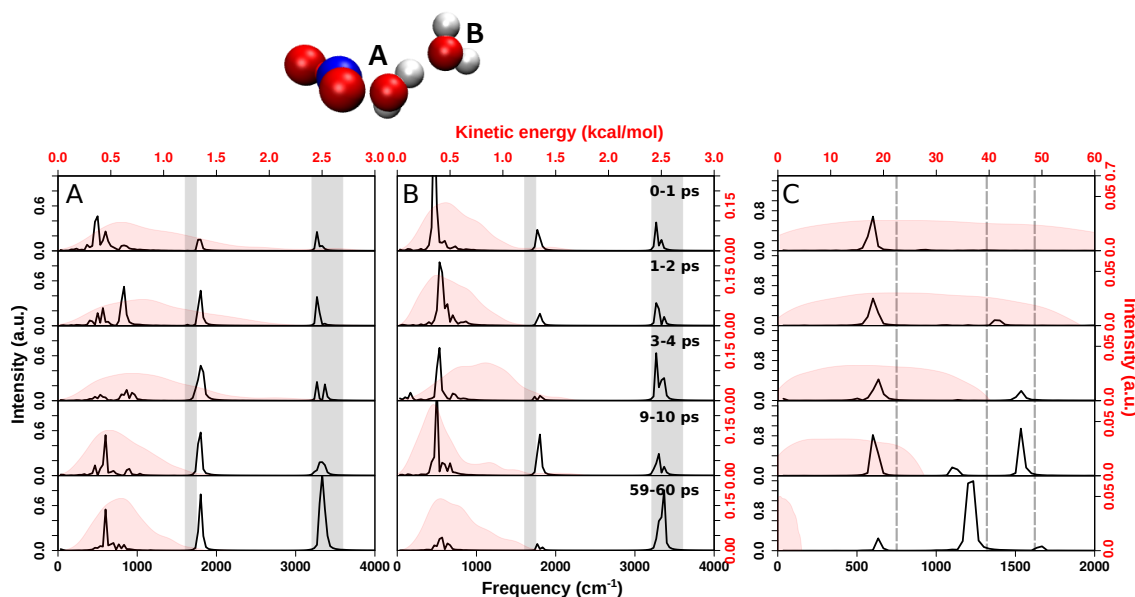 A
B
Kinetic energy (kcal/mol)
0.0 0.5 1.0 1.5 2.0 2.5 3.0
0.0 0.5 1.0 1.5 2.0 2.5 3.0
0 10 20 30 40 50 60
A
B
C
0-1 ps
1-2 ps
3-4 ps
9-10 ps
59-60 ps
Intensity (a.u.)
0.0 0.6
0.0 0.6
0.0 0.6
0.0 0.6
0.0 0.6
0.00 0.15
0.00 0.15
0.00 0.15
0.00 0.15
0.00 0.15
0.0 0.8
0.0 0.8
0.0 0.8
0.0 0.8
0.0 0.8
0.0 0.05 0.7
0.0 0.05
0.0 0.05
0.0 0.05
0.0 0.05
Intensity (a.u.)
0 1000 2000 3000 4000
0 1000 2000 3000 4000
0 500 1000 1500 2000
Frequency (cm⁻¹)